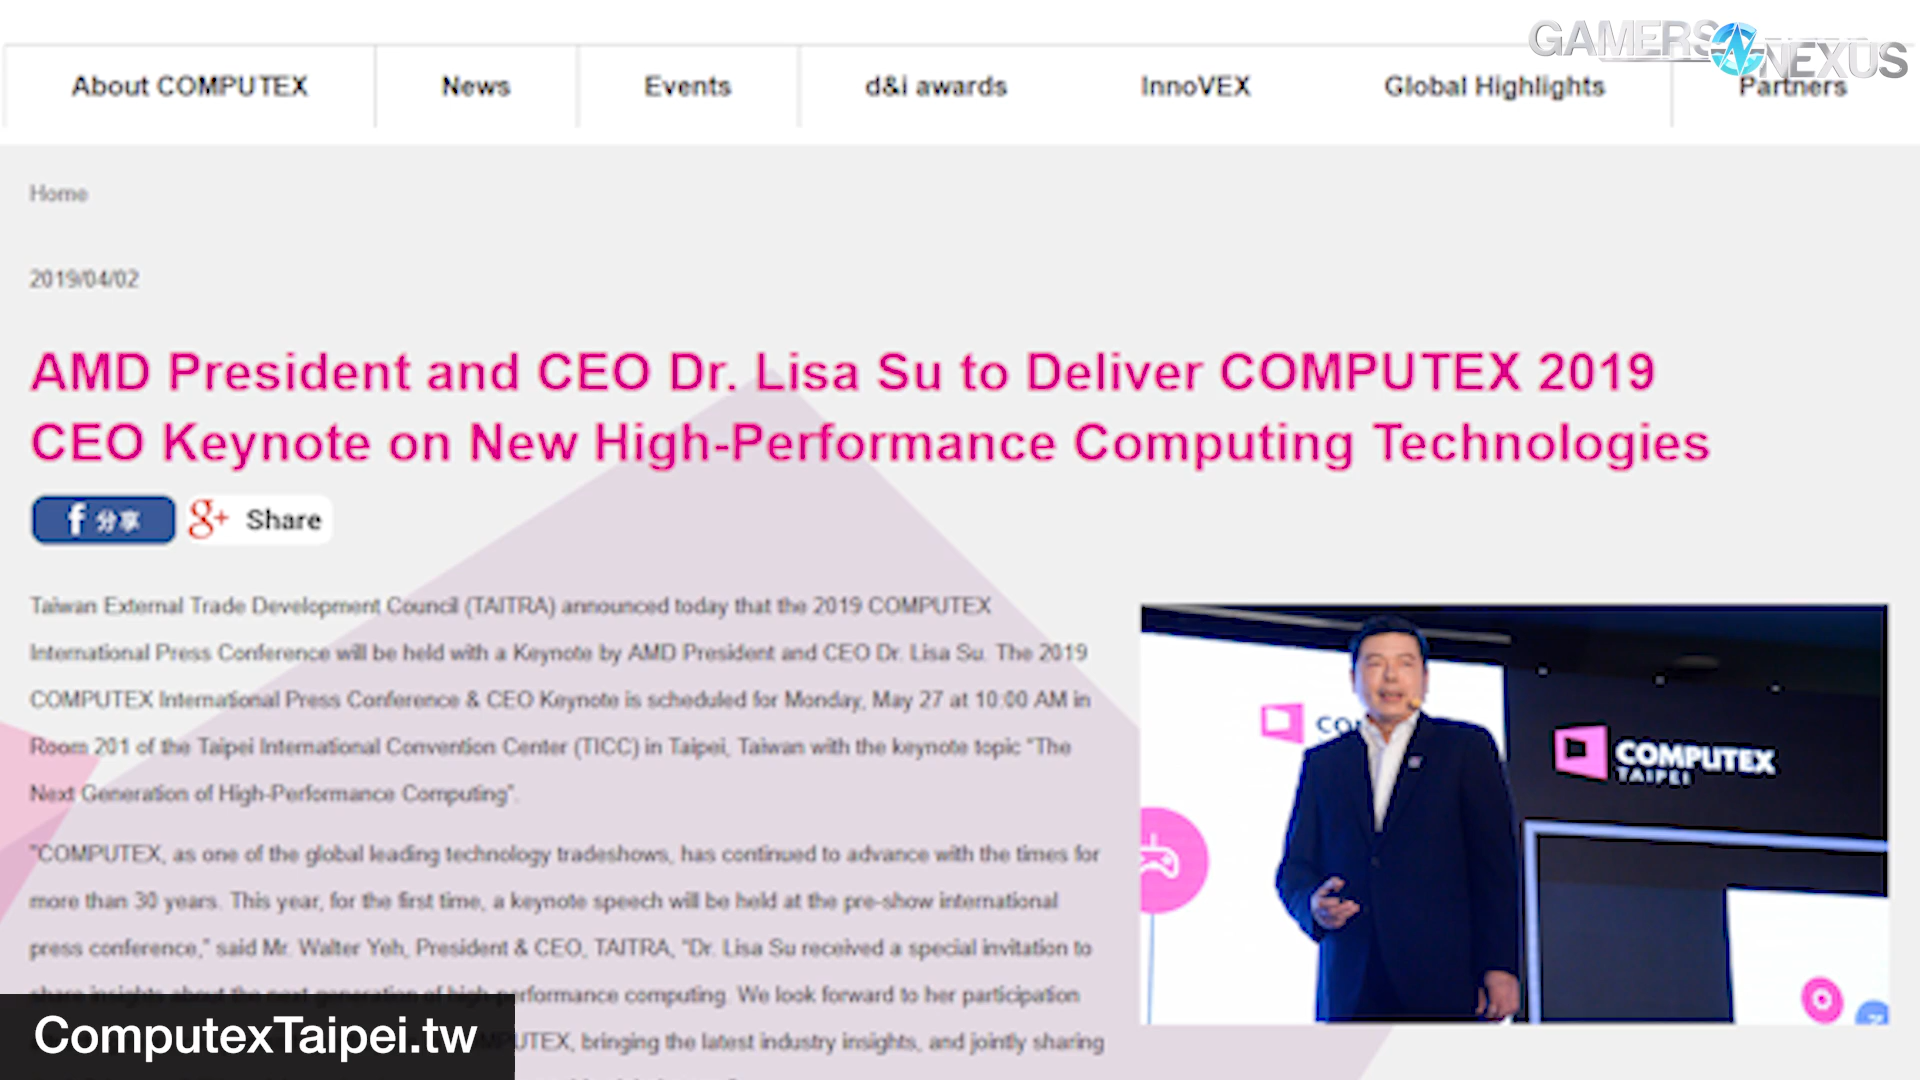 GAMERS NEXUS
About COMPUTEX
News
Events
d&i awards
InnoVEX
Global Highlights
Partners
Home
2019/04/02
AMD President and CEO Dr. Lisa Su to Deliver COMPUTEX 2019
CEO Keynote on New High-Performance Computing Technologies
f 分享
g+ Share
Taiwan External Trade Development Council (TAITRA) announced today that the 2019 COMPUTEX
International Press Conference will be held with a Keynote by AMD President and CEO Dr. Lisa Su. The 2019
COMPUTEX International Press Conference & CEO Keynote is scheduled for Monday, May 27 at 10:00 AM in
Room 201 of the Taipei International Convention Center (TICC) in Taipei, Taiwan with the keynote topic "The
Next Generation of High-Performance Computing".
"COMPUTEX, as one of the global leading technology tradeshows, has continued to advance with the times for
more than 30 years. This year, for the first time, a keynote speech will be held at the pre-show international
press conference," said Mr. Walter Yeh, President & CEO, TAITRA, "Dr. Lisa Su received a special invitation to
share insights about the next generation of high-performance computing. We look forward to her participation
bringing the latest industry insights, and jointly sharing
COMPUTEX
TAIPEI
ComputexTaipei.tw